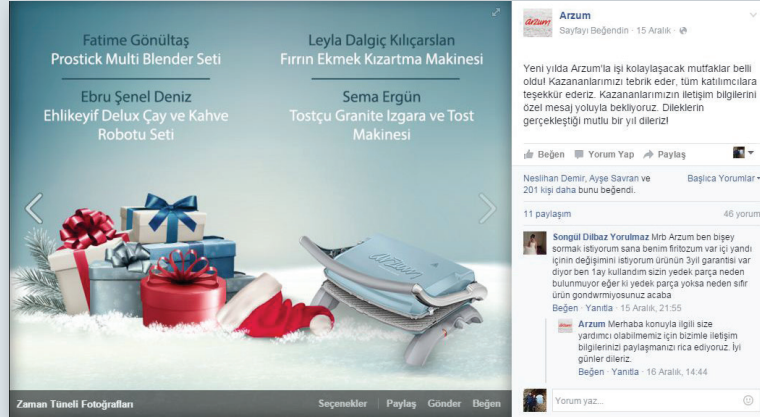 Fatime Gönültaş
Prostick Multi Blender Seti
Leyla Dalgiç Kılıçarslan
Fırrın Ekmek Kızartma Makinesi
Ebru Şenel Deniz
Ehlikeyif Delux Çay ve Kahve
Robotu Seti
Sema Ergün
Tostçu Granite Izgara ve Tost
Makinesi
ARZUM
Zaman Tüneli Fotoğrafları
Seçenekler Paylaş Gönder Beğen
arzum
Arzum
Sayfayı Beğendin · 15 Aralık ·
Yeni yılda Arzum'la işi kolaylaşacak mutfaklar belli
oldu! Kazananlarımızı tebrik eder, tüm katılımcılara
teşekkür ederiz. Kazananlarımızın iletişim bilgilerini
özel mesaj yoluyla bekliyoruz. Dileklerin
gerçekleştiği mutlu bir yıl dileriz!
Beğen Yorum Yap Paylaş
Neslihan Demir, Ayşe Savran ve
201 kişi daha bunu beğendi.
Başlıca Yorumlar
11 paylaşım
46 yorum
Songül Dilbaz Yorulmaz Mrb Arzum ben bişey
sormak istiyorum sana benim firitozum var içi yandı
içinin değişimini istiyorum ürünün 3yil garantisi var
diyor ben 1ay kullandım sizin yedek parça neden
bulunmuyor eğer ki yedek parça yoksa neden sıfır
ürün gondwrmiyosunuz acaba
Beğen · Yanıtla · 15 Aralık, 21:55
Arzum Merhaba konuyla ilgili size
yardımcı olabilmemiz için bizimle iletişim
bilgilerinizi paylaşmanızı rica ediyoruz. İyi
günler dileriz.
Beğen · Yanıtla · 16 Aralık, 14:44
Yorum yaz...